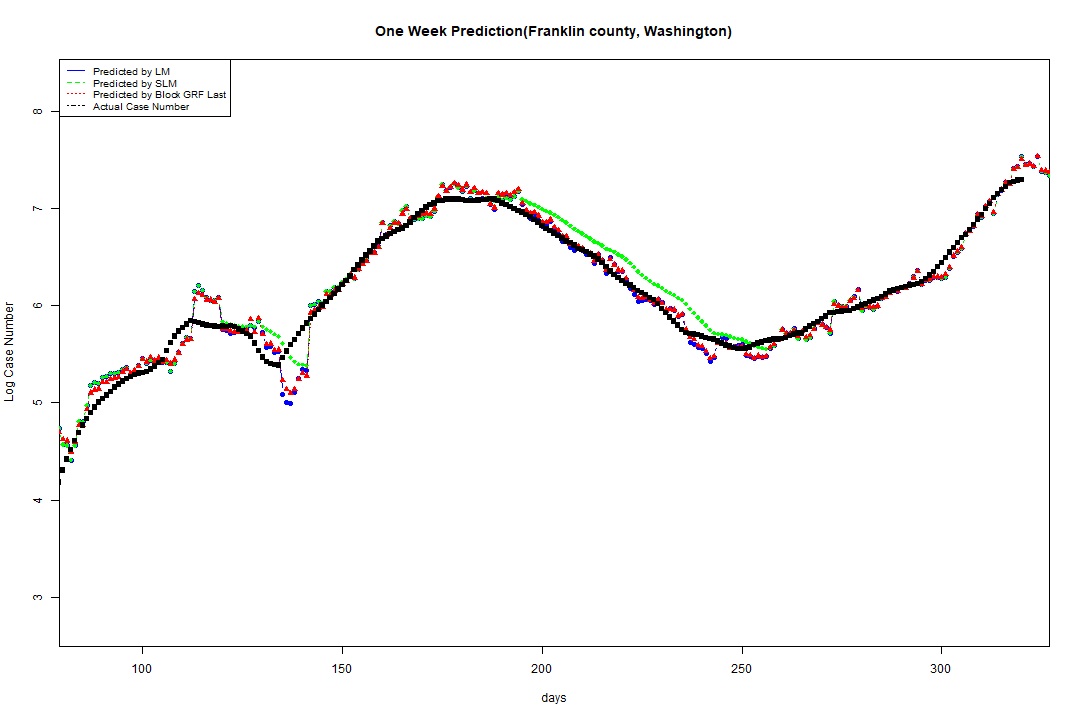 One Week Prediction(Franklin county, Washington)
Predicted by LM
Predicted by SLM
Predicted by Block GRF Last
Actual Case Number
8
7
6
5
4
3
Log Case Number
100 150 200 250 300
days